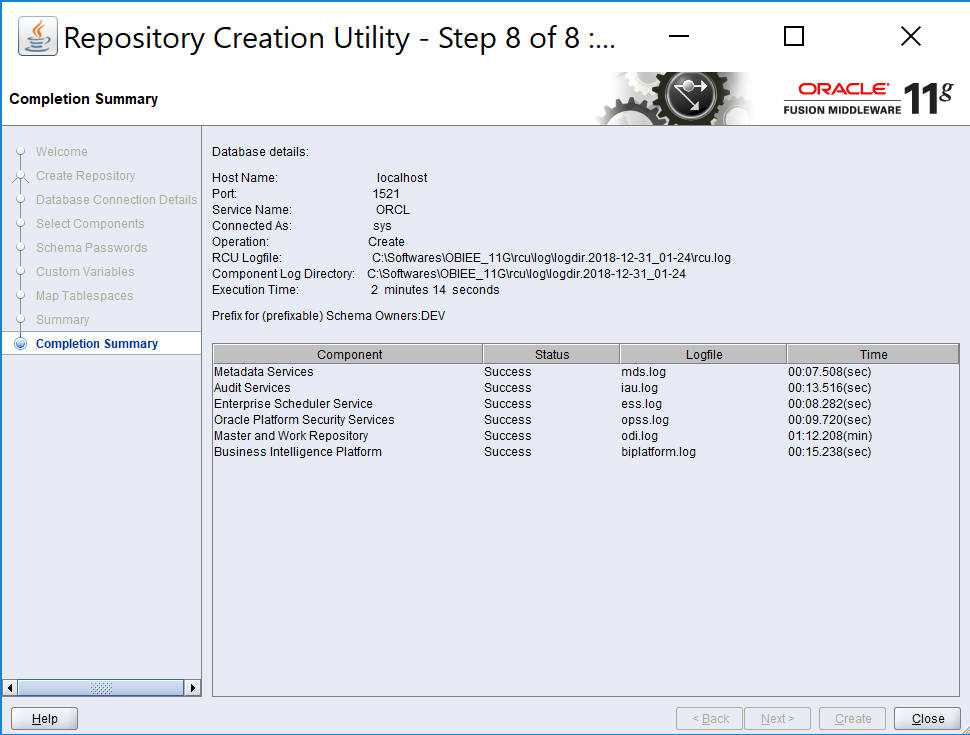 Repository Creation Utility - Step 8 of 8 :...
Completion Summary
ORACLE
FUSION MIDDLEWARE 11g
Welcome
Create Repository
Database Connection Details
Select Components
Schema Passwords
Custom Variables
Map Tablespaces
Summary
Completion Summary
Database details:
Host Name: localhost
Port: 1521
Service Name: ORCL
Connected As: sys
Operation: Create
RCU Logfile: C:\Softwares\OBIEE_11G\rcu\log\logdir.2018-12-31_01-24\rcu.log
Component Log Directory: C:\Softwares\OBIEE_11G\rcu\log\logdir.2018-12-31_01-24
Execution Time: 2 minutes 14 seconds
Prefix for (prefixable) Schema Owners:DEV
Component Status Logfile Time
Metadata Services Success mds.log 00:07.508(sec)
Audit Services Success iau.log 00:13.516(sec)
Enterprise Scheduler Service Success ess.log 00:08.282(sec)
Oracle Platform Security Services Success opss.log 00:09.720(sec)
Master and Work Repository Success odi.log 01:12.208(min)
Business Intelligence Platform Success biplatform.log 00:15.238(sec)
Help < Back Next > Create Close